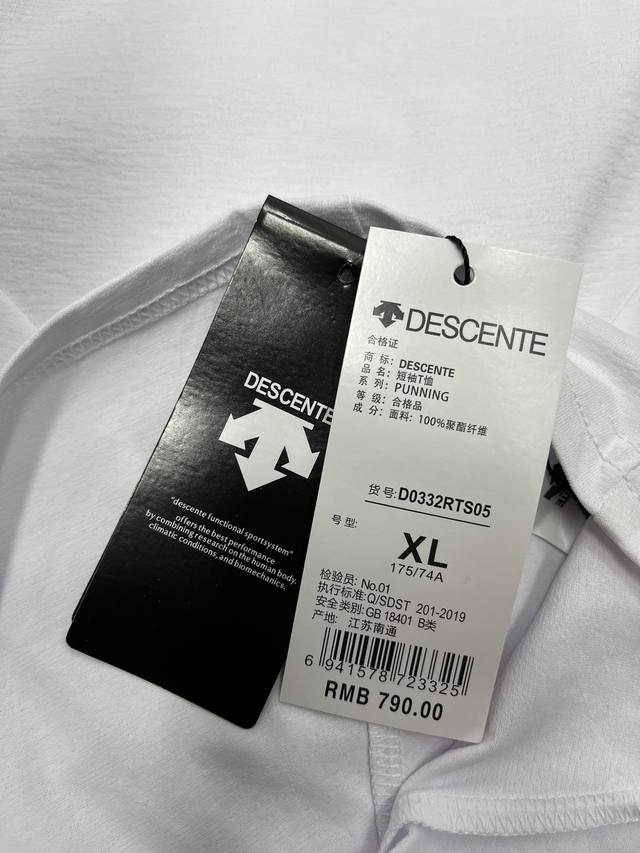 DESCENTE
"descente functional sportsystem"
offers the best performance
by combining research on the human body.
climatic conditions, and biomechanics.
DESCENTE
合格证
商 标: DESCENTE
品名: 短袖T恤
系 列: PUNNING
等 级: 合格品
成 分: 面料: 100%聚酯纤维
货 号: D0332RTS05
号 型:
XL
175/74A
检验员: No.01
执行标准: Q/SDST 201-2019
安全类别: GB 18401 B类
产地: 江苏南通
6 941578 723325
RMB 790.00